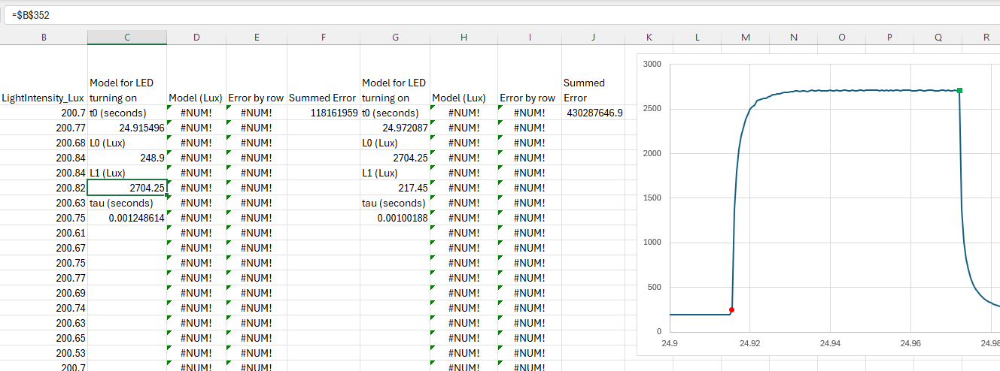 =$B$352
B C D E F G H I J K L M N O P Q R
Model for LED Model for LED Summed
LightIntensity_Lux turning on Model (Lux) Error by row Summed Error turning on Model (Lux) Error by row Error
200.7 t0 (seconds) #NUM! #NUM! 118161959 t0 (seconds) #NUM! #NUM! 430287646.9
200.77 24.915496 #NUM! #NUM! 24.972087 #NUM! #NUM!
200.68 L0 (Lux) #NUM! #NUM! L0 (Lux) #NUM! #NUM!
200.84 248.9 #NUM! #NUM! 2704.25 #NUM! #NUM!
200.84 L1 (Lux) #NUM! #NUM! L1 (Lux) #NUM! #NUM!
200.82 2704.25 #NUM! #NUM! 217.45 #NUM! #NUM!
200.63 tau (seconds) #NUM! #NUM! tau (seconds) #NUM! #NUM!
200.75 0.001248614 #NUM! #NUM! 0.00100188 #NUM! #NUM!
200.61 #NUM! #NUM! #NUM! #NUM!
200.67 #NUM! #NUM! #NUM! #NUM!
200.75 #NUM! #NUM! #NUM! #NUM!
200.77 #NUM! #NUM! #NUM! #NUM!
200.69 #NUM! #NUM! #NUM! #NUM!
200.74 #NUM! #NUM! #NUM! #NUM!
200.63 #NUM! #NUM! #NUM! #NUM!
200.65 #NUM! #NUM! #NUM! #NUM!
200.53 #NUM! #NUM! #NUM! #NUM!
200.7 #NUM! #NUM! #NUM! #NUM!
3000
2500
2000
1500
1000
500
0
24.9 24.92 24.94 24.96 24.98